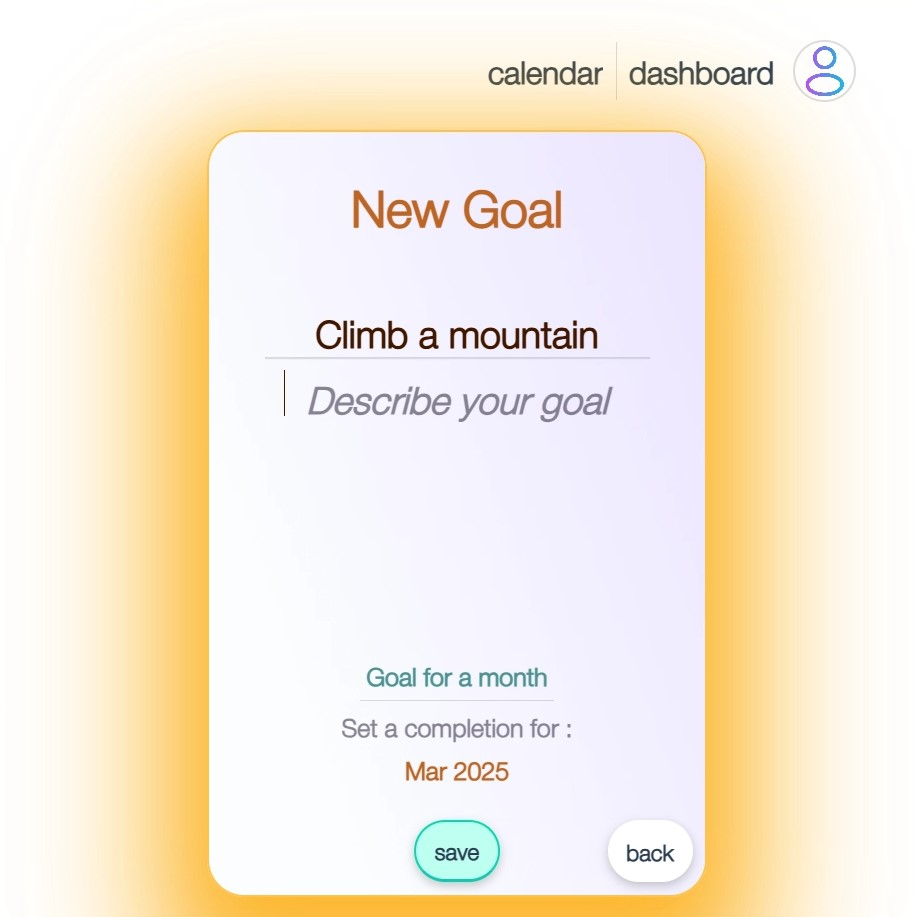 calendar dashboard
New Goal
Climb a mountain
Describe your goal
Goal for a month
Set a completion for :
Mar 2025
save back